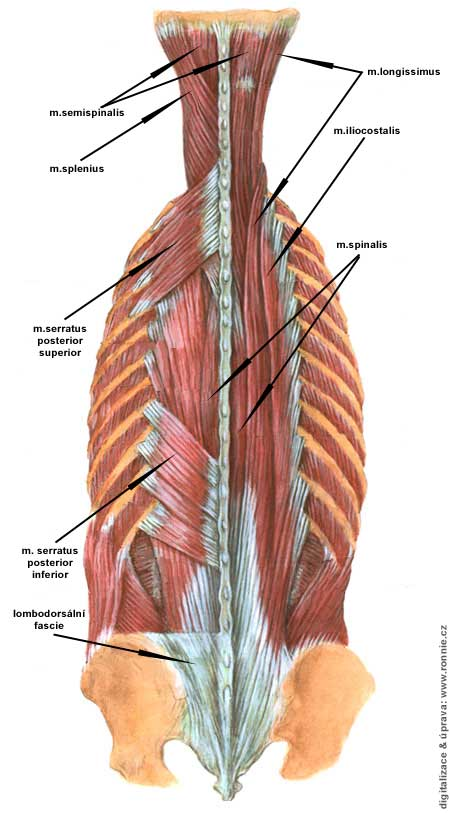 m.longissimus
m.semispinalis
m.iliocostalis
m.splenius
m.spinalis
m.serratus
posterior
superior
m. serratus
posterior
inferior
lombodorsální
fascie
digitalizace & úprava: www.ronnie.cz